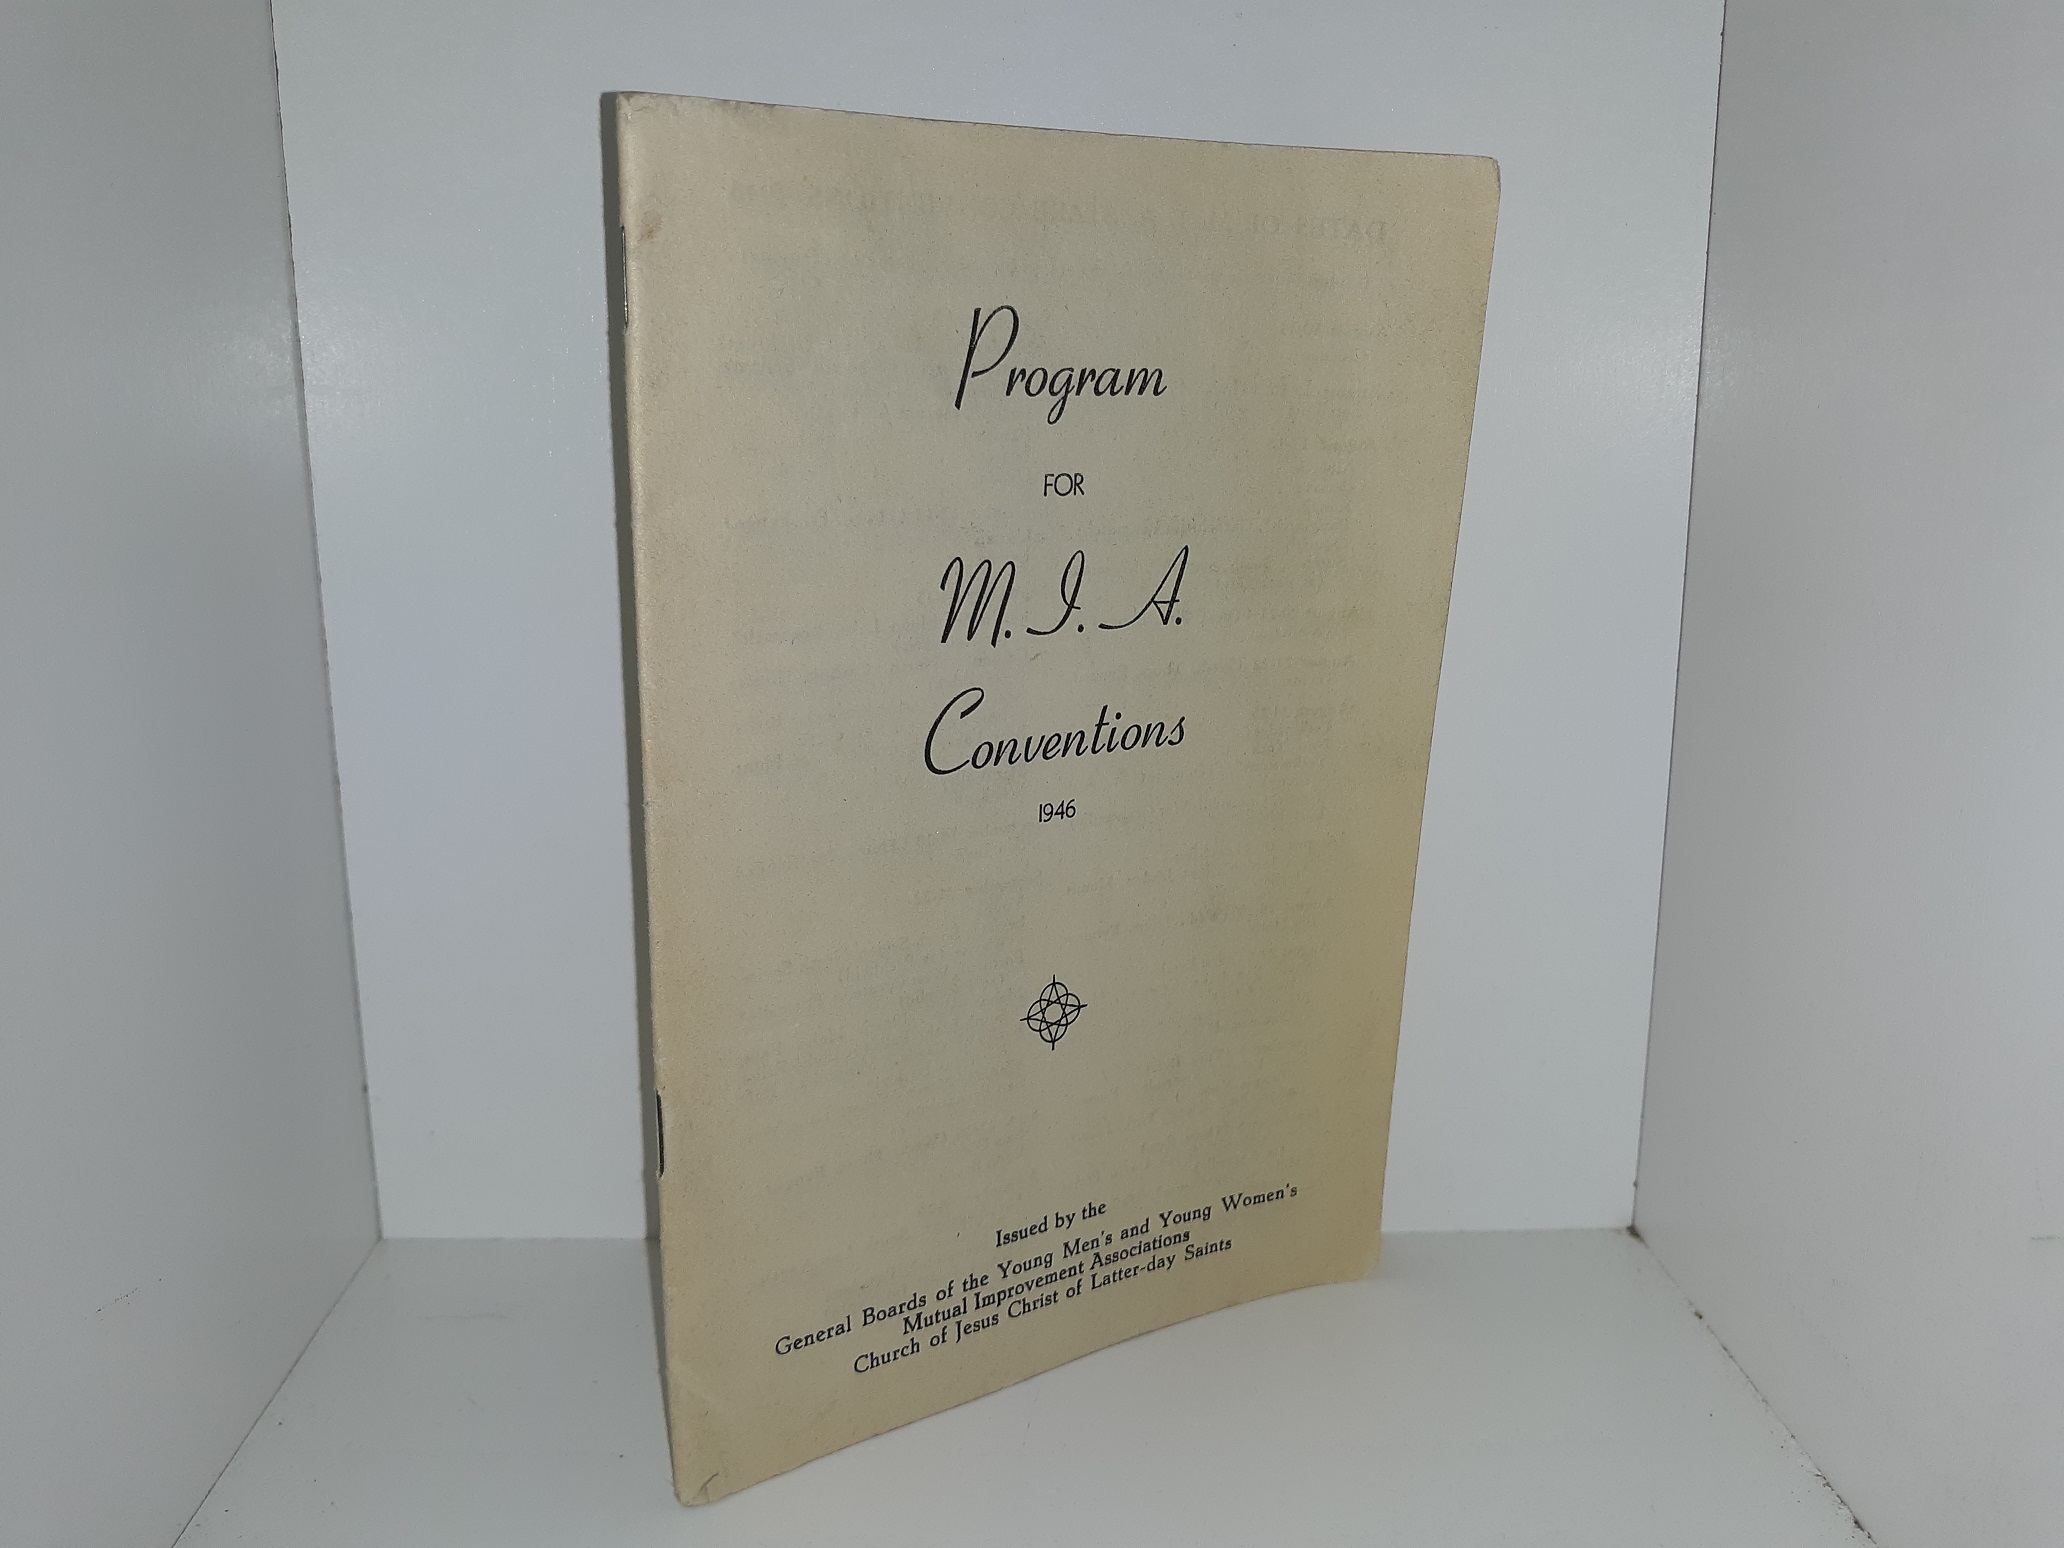 Program
FOR
M. I. A.
Conventions
1946
Issued by the
General Boards of the Young Men's and Young Women's
Mutual Improvement Associations
Church of Jesus Christ of Latter-day Saints